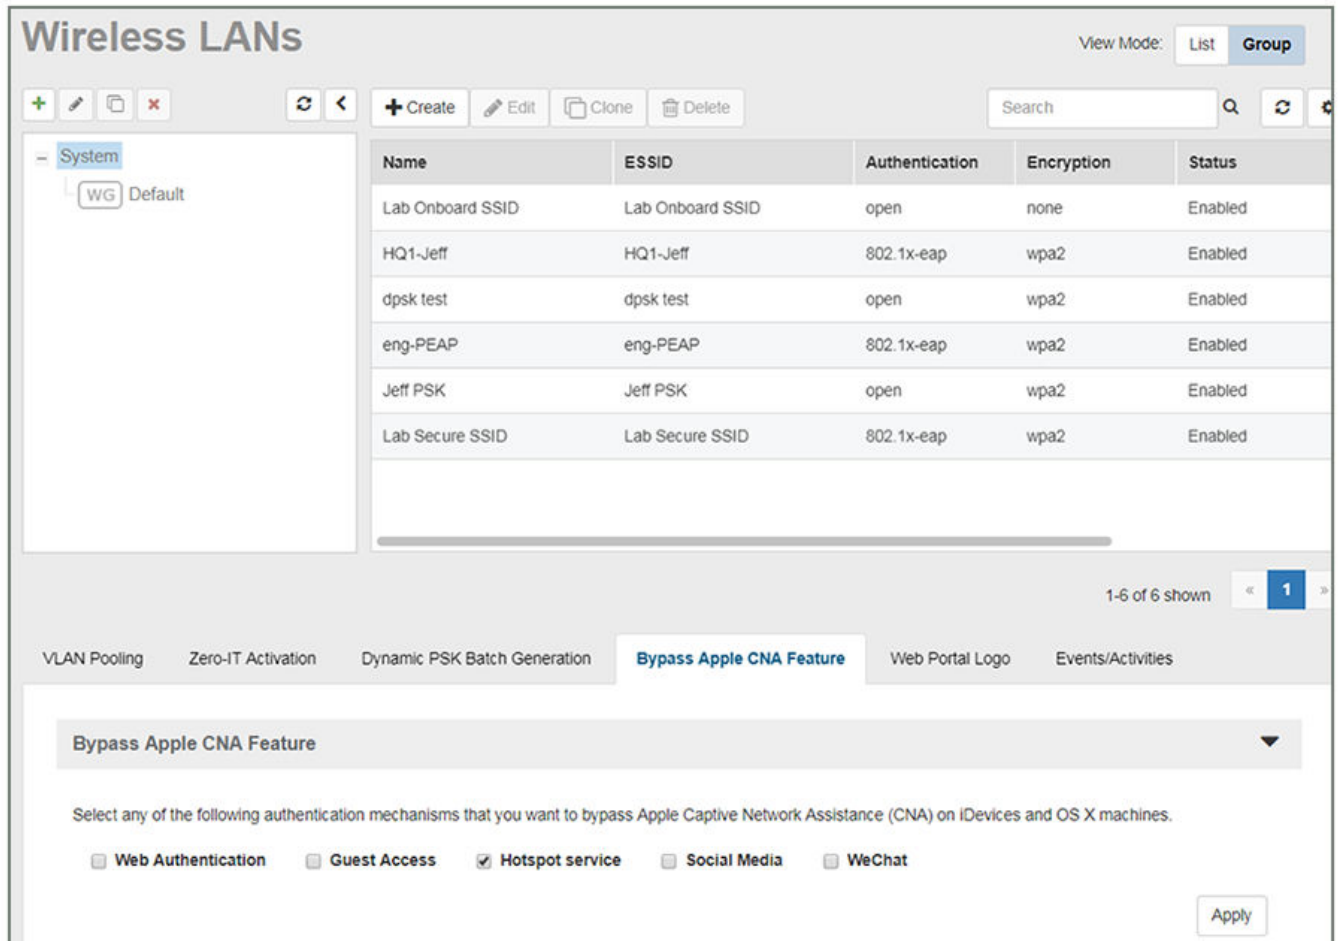 Wireless LANs
View Mode: List Group
Create Edit Clone Delete Search
System
WG Default
Name ESSID Authentication Encryption Status
Lab Onboard SSID Lab Onboard SSID open none Enabled
HQ1-Jeff HQ1-Jeff 802.1x-eap wpa2 Enabled
dpsk test dpsk test open wpa2 Enabled
eng-PEAP eng-PEAP 802.1x-eap wpa2 Enabled
Jeff PSK Jeff PSK open wpa2 Enabled
Lab Secure SSID Lab Secure SSID 802.1x-eap wpa2 Enabled
1-6 of 6 shown « 1 »
VLAN Pooling Zero-IT Activation Dynamic PSK Batch Generation Bypass Apple CNA Feature Web Portal Logo Events/Activities
Bypass Apple CNA Feature
Select any of the following authentication mechanisms that you want to bypass Apple Captive Network Assistance (CNA) on iDevices and OS X machines.
Web Authentication Guest Access Hotspot service Social Media WeChat
Apply